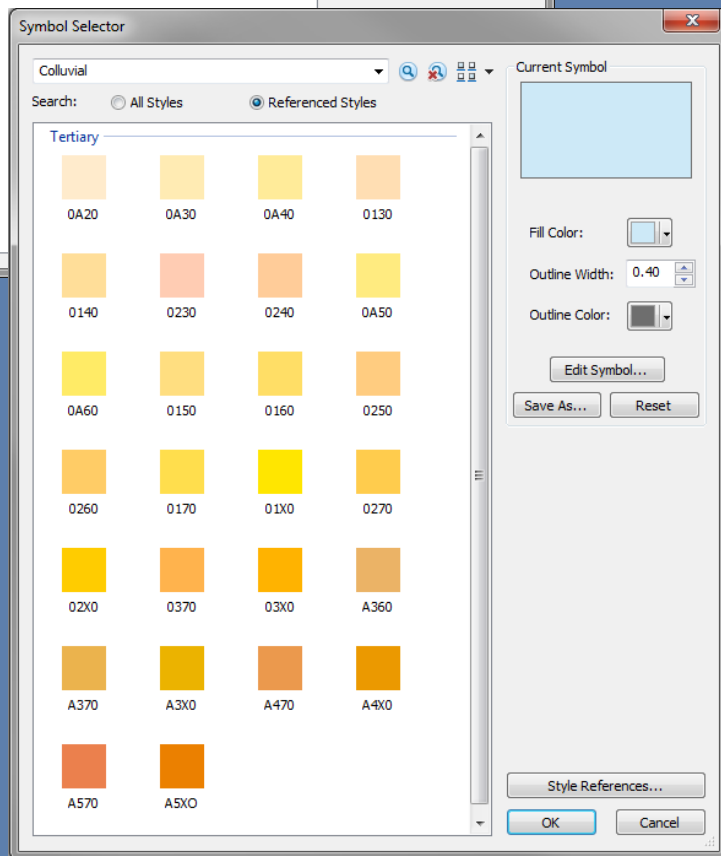 Symbol Selector
Colluvial
Search: All Styles Referenced Styles
Tertiary
0A20 0A30 0A40 0130
0140 0230 0240 0A50
0A60 0150 0160 0250
0260 0170 01X0 0270
02X0 0370 03X0 A360
A370 A3X0 A470 A4X0
A570 A5XO
Current Symbol
Fill Color:
Outline Width: 0.40
Outline Color:
Edit Symbol...
Save As... Reset
Style References...
OK Cancel